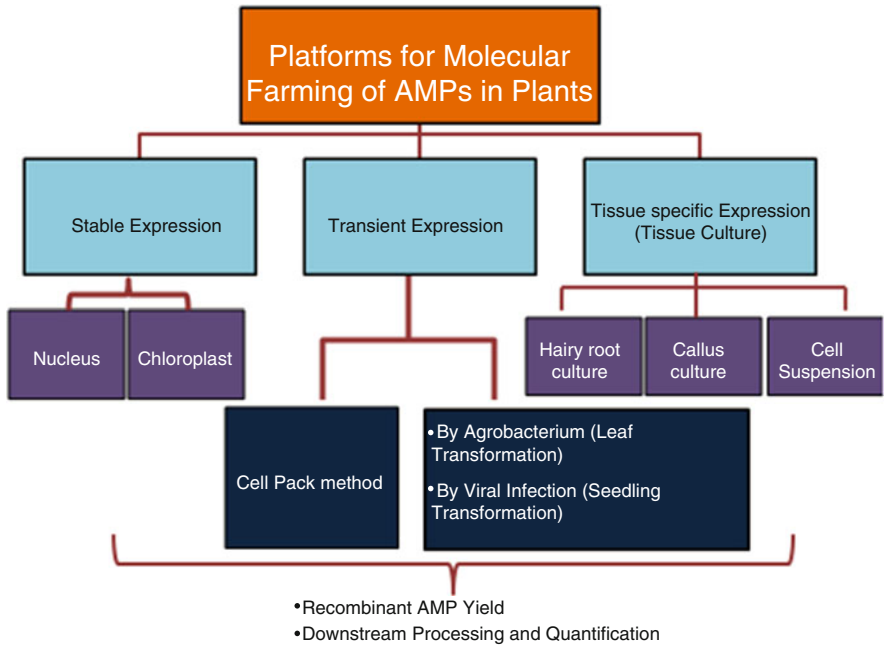 Platforms for Molecular
Farming of AMPs in Plants
Stable Expression
Transient Expression
Tissue specific Expression
(Tissue Culture)
Nucleus
Chloroplast
Hairy root
culture
Callus
culture
Cell
Suspension
Cell Pack method
•By Agrobacterium (Leaf
Transformation)
•By Viral Infection (Seedling
Transformation)
•Recombinant AMP Yield
•Downstream Processing and Quantification